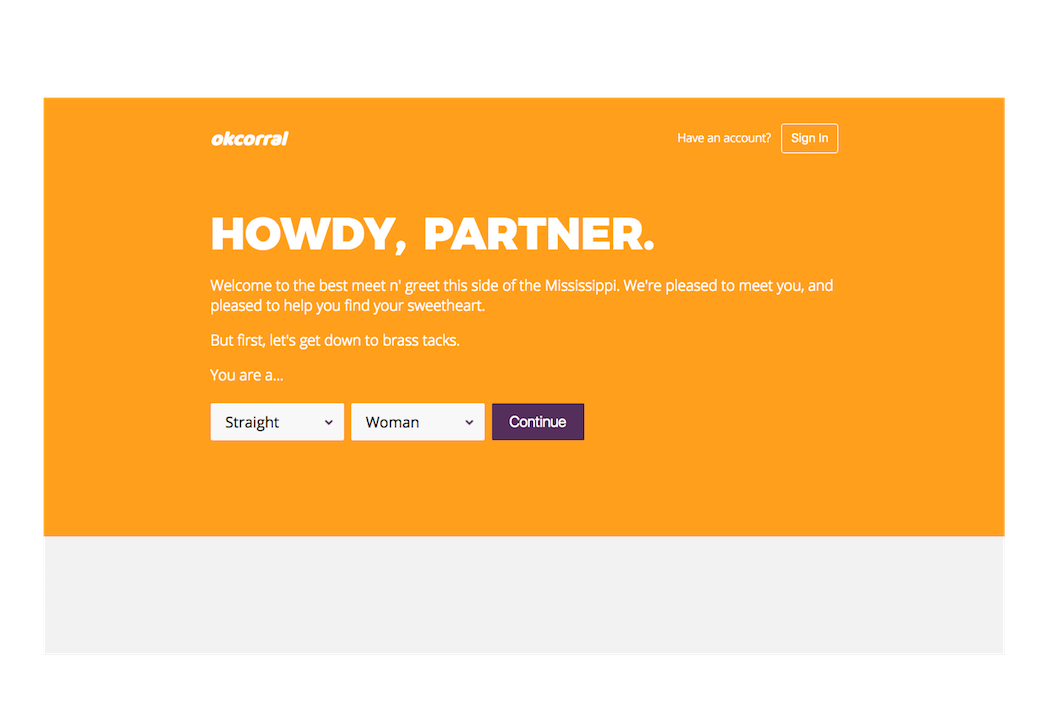 okcorral
Have an account? Sign In
HOWDY, PARTNER.
Welcome to the best meet n' greet this side of the Mississippi. We're pleased to meet you, and
pleased to help you find your sweetheart.
But first, let's get down to brass tacks.
You are a...
Straight Woman Continue